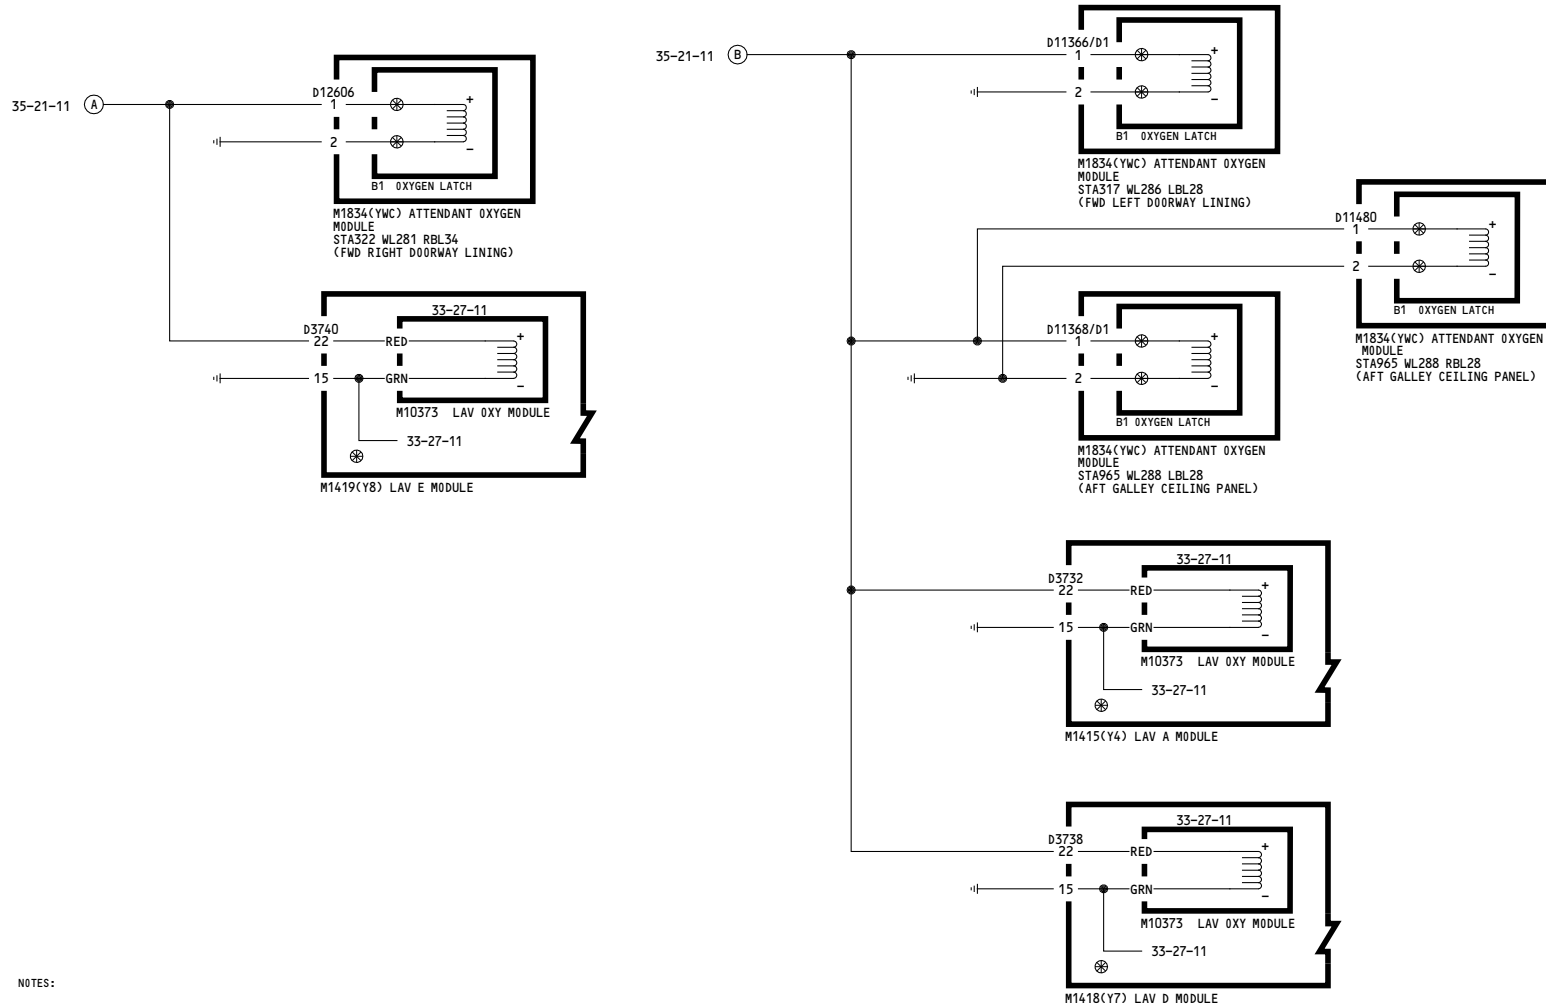 35-21-11 A
D12606
1
+
2
-
B1 OXYGEN LATCH
M1834(YWC) ATTENDANT OXYGEN
MODULE
STA322 WL281 RBL34
(FWD RIGHT DOORWAY LINING)
33-27-11
D3740
22 RED
+
15 GRN
-
M10373 LAV OXY MODULE
33-27-11
M1419(Y8) LAV E MODULE
35-21-11 B
D11366/D1
1
+
2
-
B1 OXYGEN LATCH
M1834(YWC) ATTENDANT OXYGEN
MODULE
STA317 WL286 LBL28
(FWD LEFT DOORWAY LINING)
D11480
1
+
2
-
B1 OXYGEN LATCH
M1834(YWC) ATTENDANT OXYGEN
MODULE
STA965 WL288 RBL28
(AFT GALLEY CEILING PANEL)
D11368/D1
1
+
2
-
B1 OXYGEN LATCH
M1834(YWC) ATTENDANT OXYGEN
MODULE
STA965 WL288 LBL28
(AFT GALLEY CEILING PANEL)
33-27-11
D3732
22 RED
+
15 GRN
-
M10373 LAV OXY MODULE
33-27-11
M1415(Y4) LAV A MODULE
33-27-11
D3738
22 RED
+
15 GRN
-
M10373 LAV OXY MODULE
33-27-11
M1418(Y7) LAV D MODULE
NOTES: